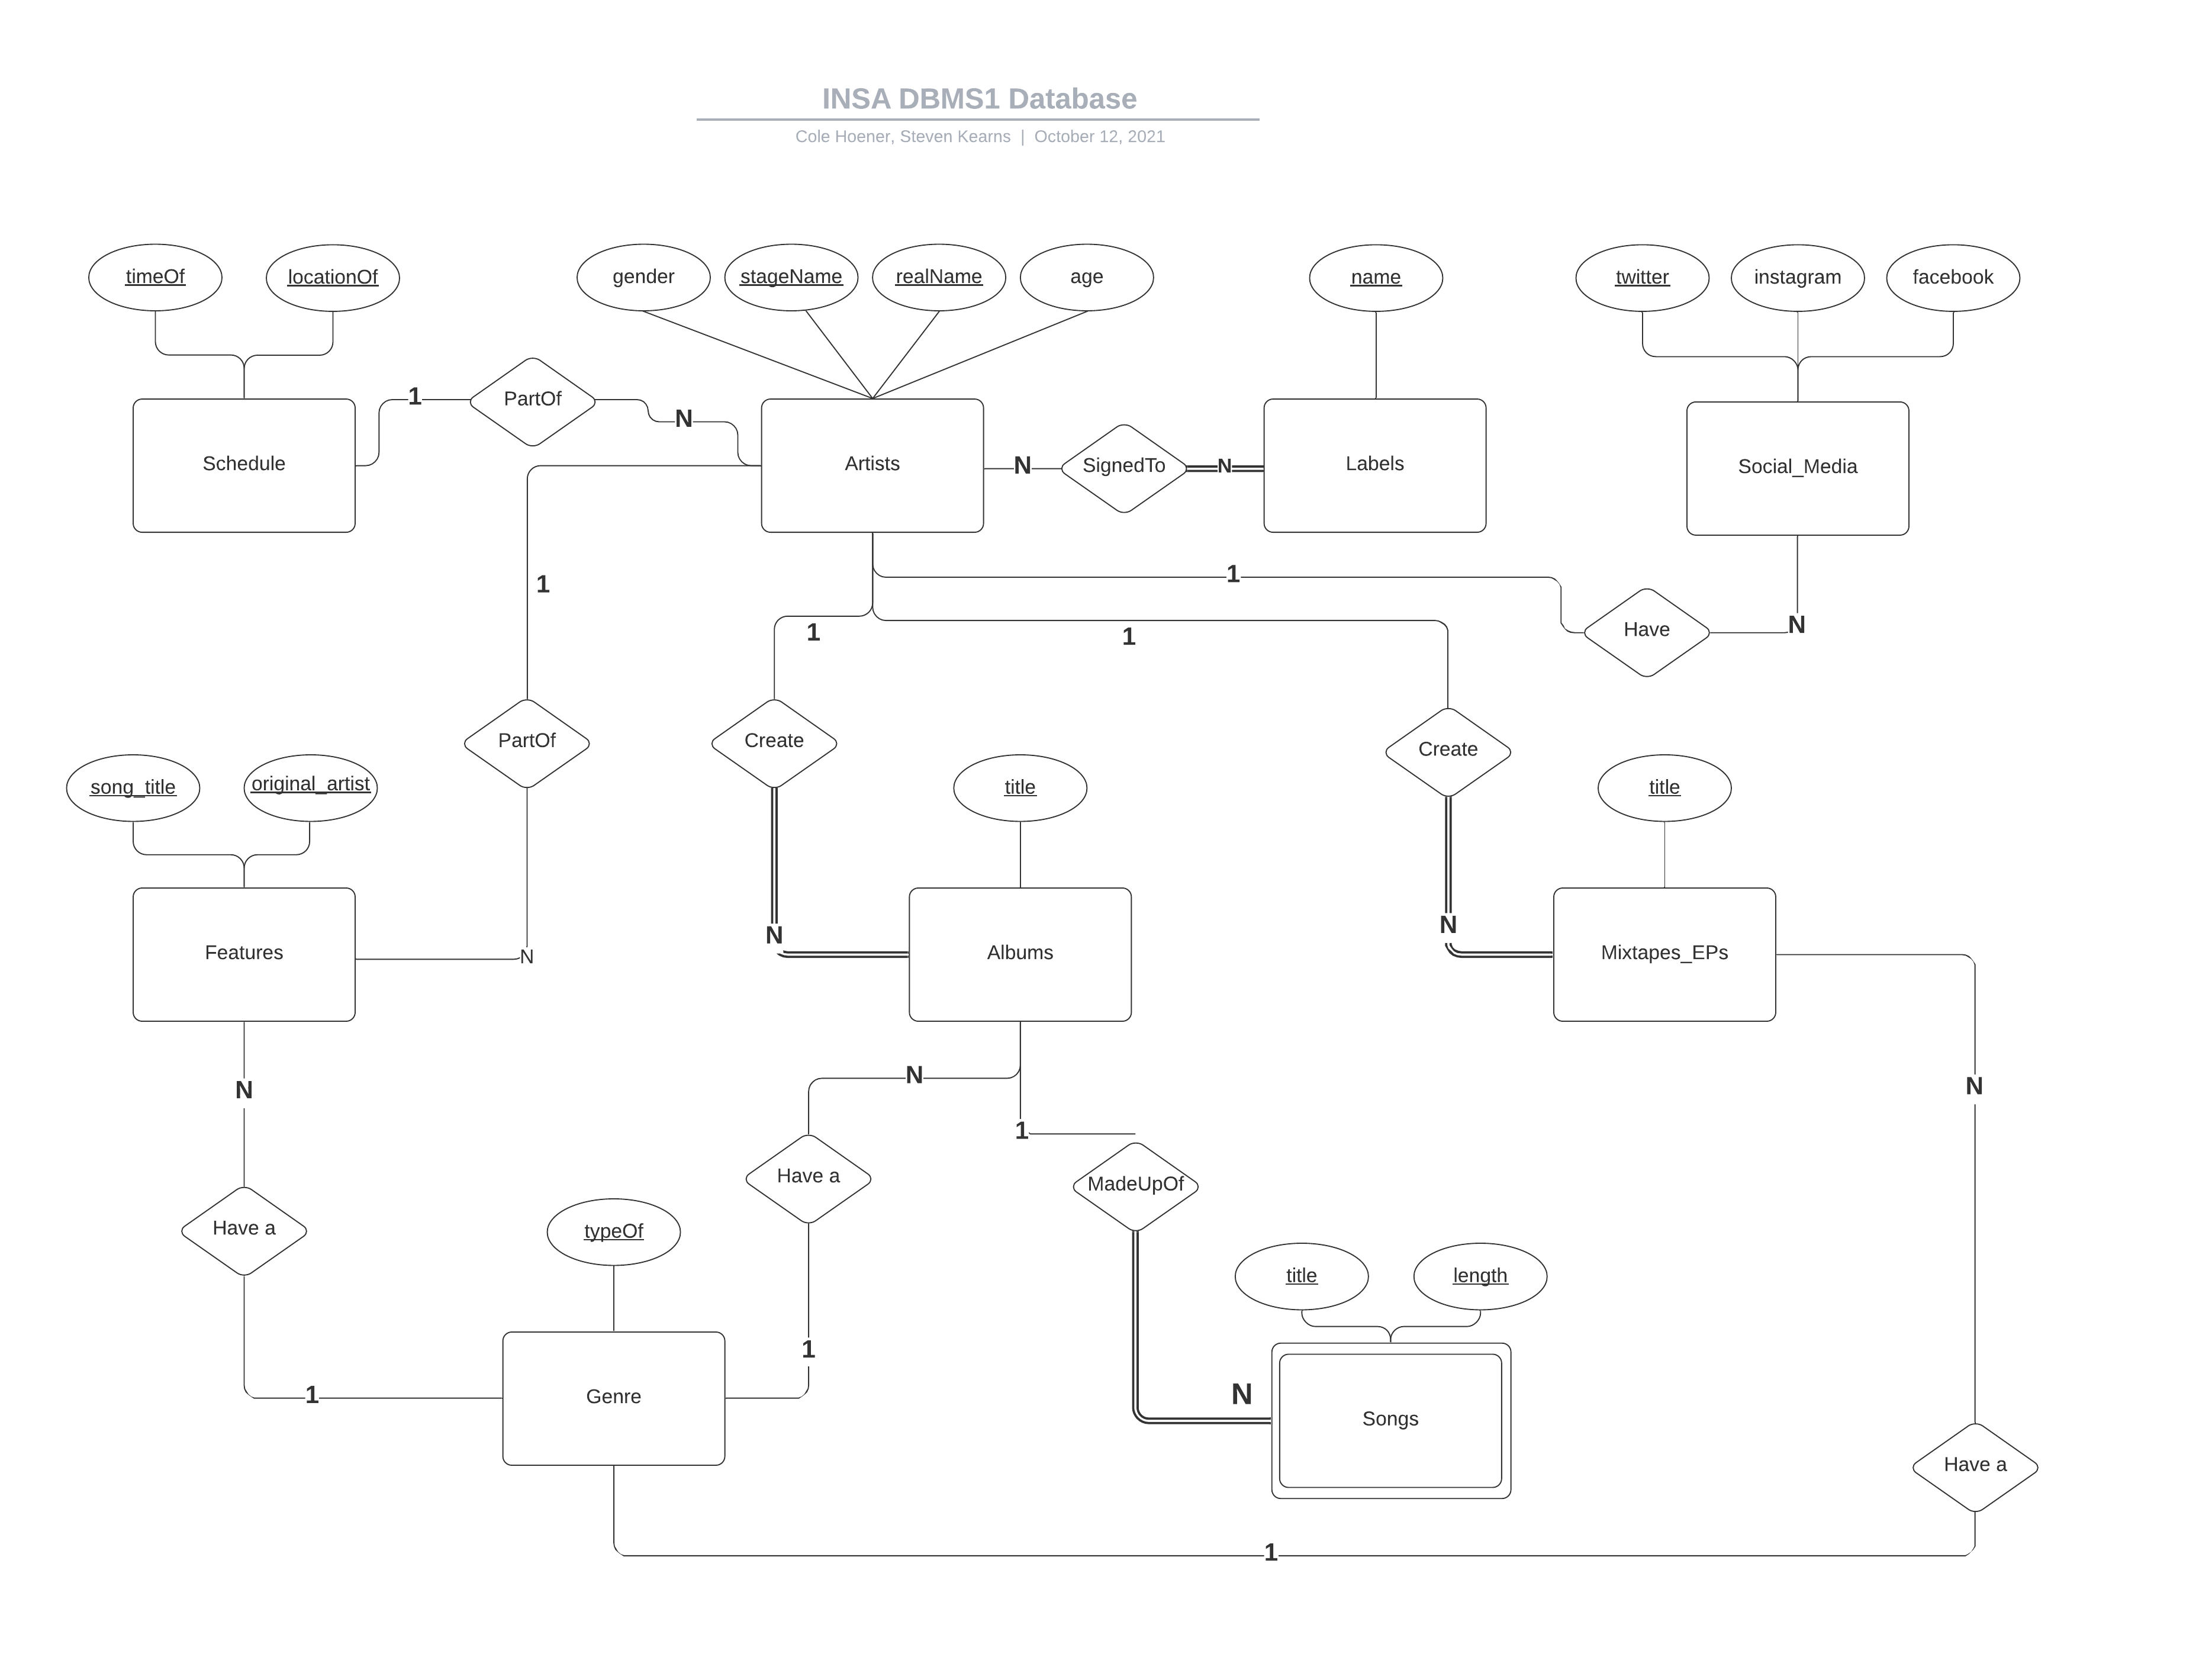 INSA DBMS1 Database
Cole Hoener, Steven Kearns | October 12, 2021
timeOf
locationOf
gender
stageName
realName
age
name
twitter
instagram
facebook
1
PartOf
N
Schedule
Artists
N
SignedTo
N
Labels
Social_Media
1
1
1
1
Have
N
PartOf
Create
Create
song_title
original_artist
title
title
N
N
Features
N
Albums
Mixtapes_EPs
N
N
N
1
Have a
MadeUpOf
Have a
typeOf
title
length
1
1
Genre
N
Songs
Have a
1